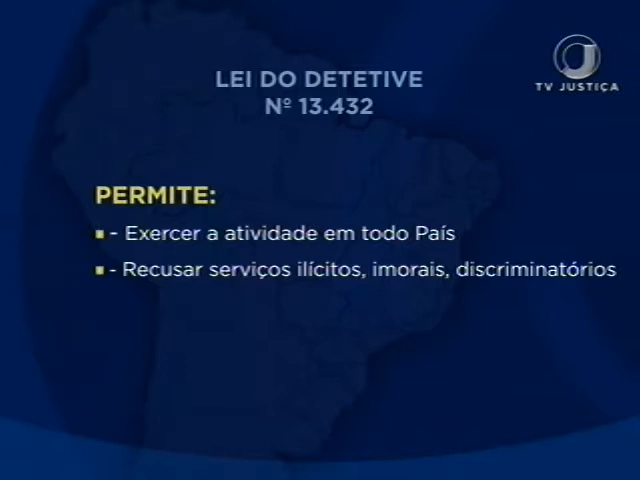 TV JUSTIÇA
LEI DO DETETIVE
Nº 13.432
PERMITE:
- Exercer a atividade em todo País
- Recusar serviços ilícitos, imorais, discriminatórios